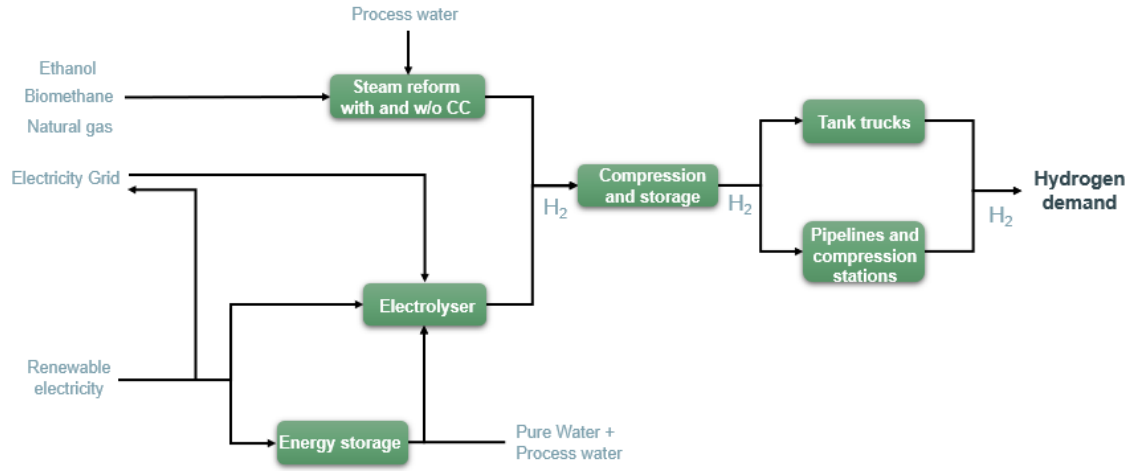 Process water
Ethanol
Biomethane
Natural gas
Steam reform
with and w/o CC
Electricity Grid
Tank trucks
Compression
and storage
H₂
H₂
Hydrogen
demand
H₂
Pipelines and
compression
stations
Electrolyser
Renewable
electricity
Energy storage
Pure Water +
Process water